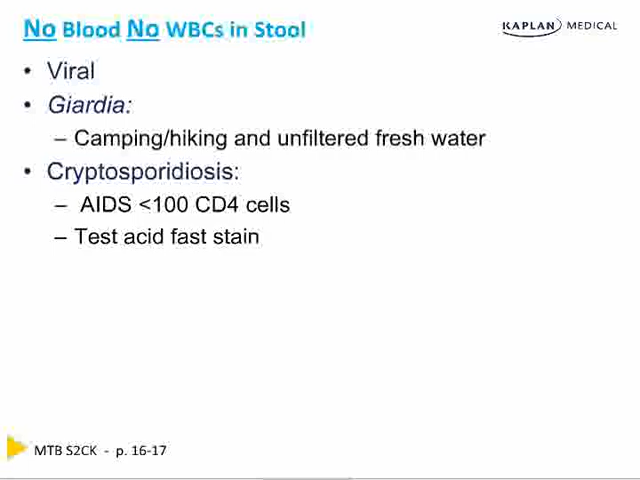 No Blood No WBCs in Stool
KAPLAN MEDICAL
• Viral
• Giardia:
– Camping/hiking and unfiltered fresh water
• Cryptosporidiosis:
– AIDS <100 CD4 cells
– Test acid fast stain
MTB S2CK - p. 16-17